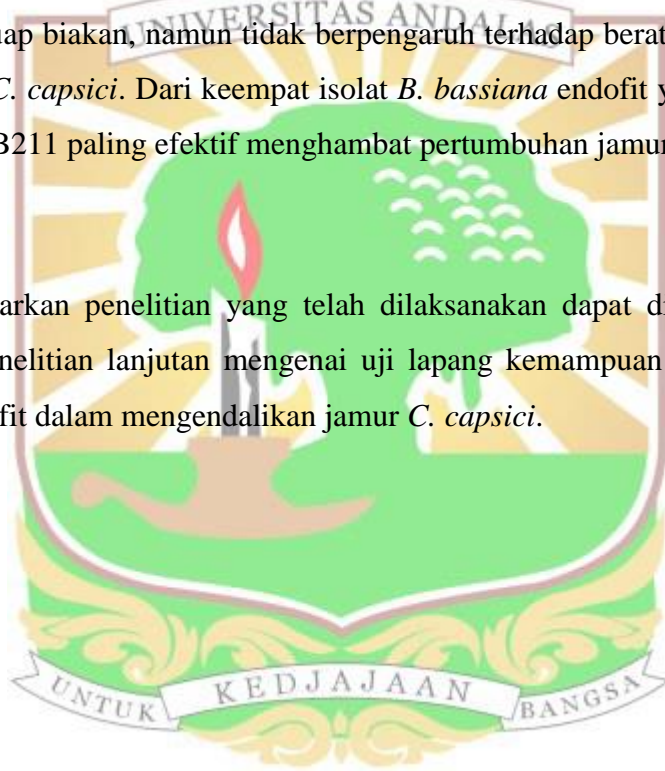 UNIVERSITAS ANDALAS
uap biakan, namun tidak berpengaruh terhadap berat
C. capsici. Dari keempat isolat B. bassiana endofit y
B211 paling efektif menghambat pertumbuhan jamur
arkan penelitian yang telah dilaksanakan dapat di
nelitian lanjutan mengenai uji lapang kemampuan
fit dalam mengendalikan jamur C. capsici.
UNTUK KEDJAJAAN BANGSA